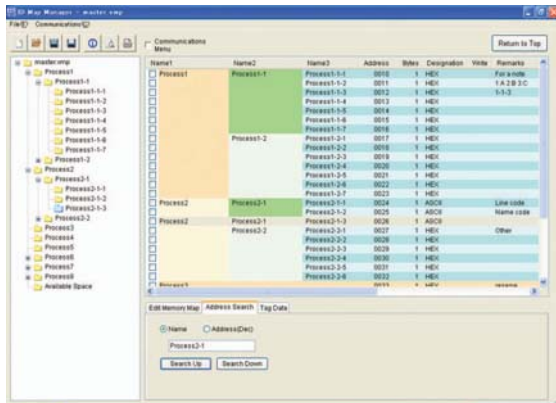 ID Map Manager - master.xmp
File(F) Communications(C)
Communications Menu
Return to Top
master.xmp
Process1
Process1-1
Process1-1-1
Process1-1-2
Process1-1-3
Process1-1-4
Process1-1-5
Process1-1-6
Process1-1-7
Process1-2
Process2
Process2-1
Process2-1-1
Process2-1-2
Process2-1-3
Process2-2
Process3
Process4
Process5
Process6
Process7
Process8
Available Space
Name1 Name2 Name3 Address Bytes Designation Write Remarks
Process1 Process1-1 Process1-1-1 0010 1 HEX For a note
Process1-1-2 0011 1 HEX 1:A 2:B 3:C
Process1-1-3 0012 1 HEX 1-1-3
Process1-1-4 0013 1 HEX
Process1-1-5 0014 1 HEX
Process1-1-6 0015 1 HEX
Process1-1-7 0016 1 HEX
Process1-2 Process1-2-1 0017 1 HEX
Process1-2-2 0018 1 HEX
Process1-2-3 0019 1 HEX
Process1-2-4 0020 1 HEX
Process1-2-5 0021 1 HEX
Process1-2-6 0022 1 HEX
Process1-2-7 0023 1 HEX
Process2 Process2-1 Process2-1-1 0024 1 ASCII Line code
Process2-1-2 0025 1 ASCII Name code
Process2 Process2-1 Process2-1-3 0026 1 ASCII
Process2-2 Process2-2-1 0027 1 HEX Other
Process2-2-2 0028 1 HEX
Process2-2-3 0029 1 HEX
Process2-2-4 0030 1 HEX
Process2-2-5 0031 1 HEX
Process2-2-6 0032 1 HEX
Process3 0033 1 HEX reserve
Edit Memory Map Address Search Tag Data
Name Address(Dec)
Process2-1
Search Up Search Down